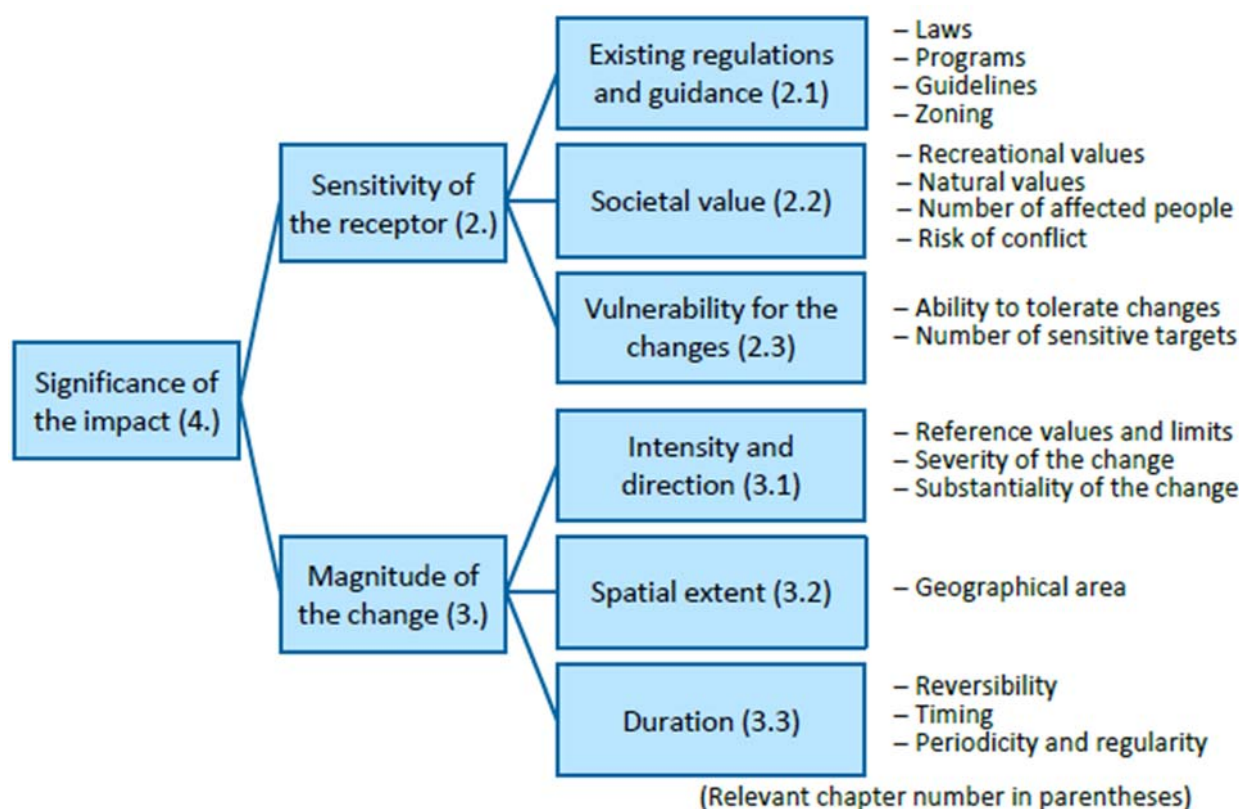 Significance of
the impact (4.)
Sensitivity of
the receptor (2.)
Existing regulations
and guidance (2.1)
– Laws
– Programs
– Guidelines
– Zoning
Societal value (2.2)
– Recreational values
– Natural values
– Number of affected people
– Risk of conflict
Vulnerability for the
changes (2.3)
– Ability to tolerate changes
– Number of sensitive targets
Magnitude of
the change (3.)
Intensity and
direction (3.1)
– Reference values and limits
– Severity of the change
– Substantiality of the change
Spatial extent (3.2)
– Geographical area
Duration (3.3)
– Reversibility
– Timing
– Periodicity and regularity
(Relevant chapter number in parentheses)